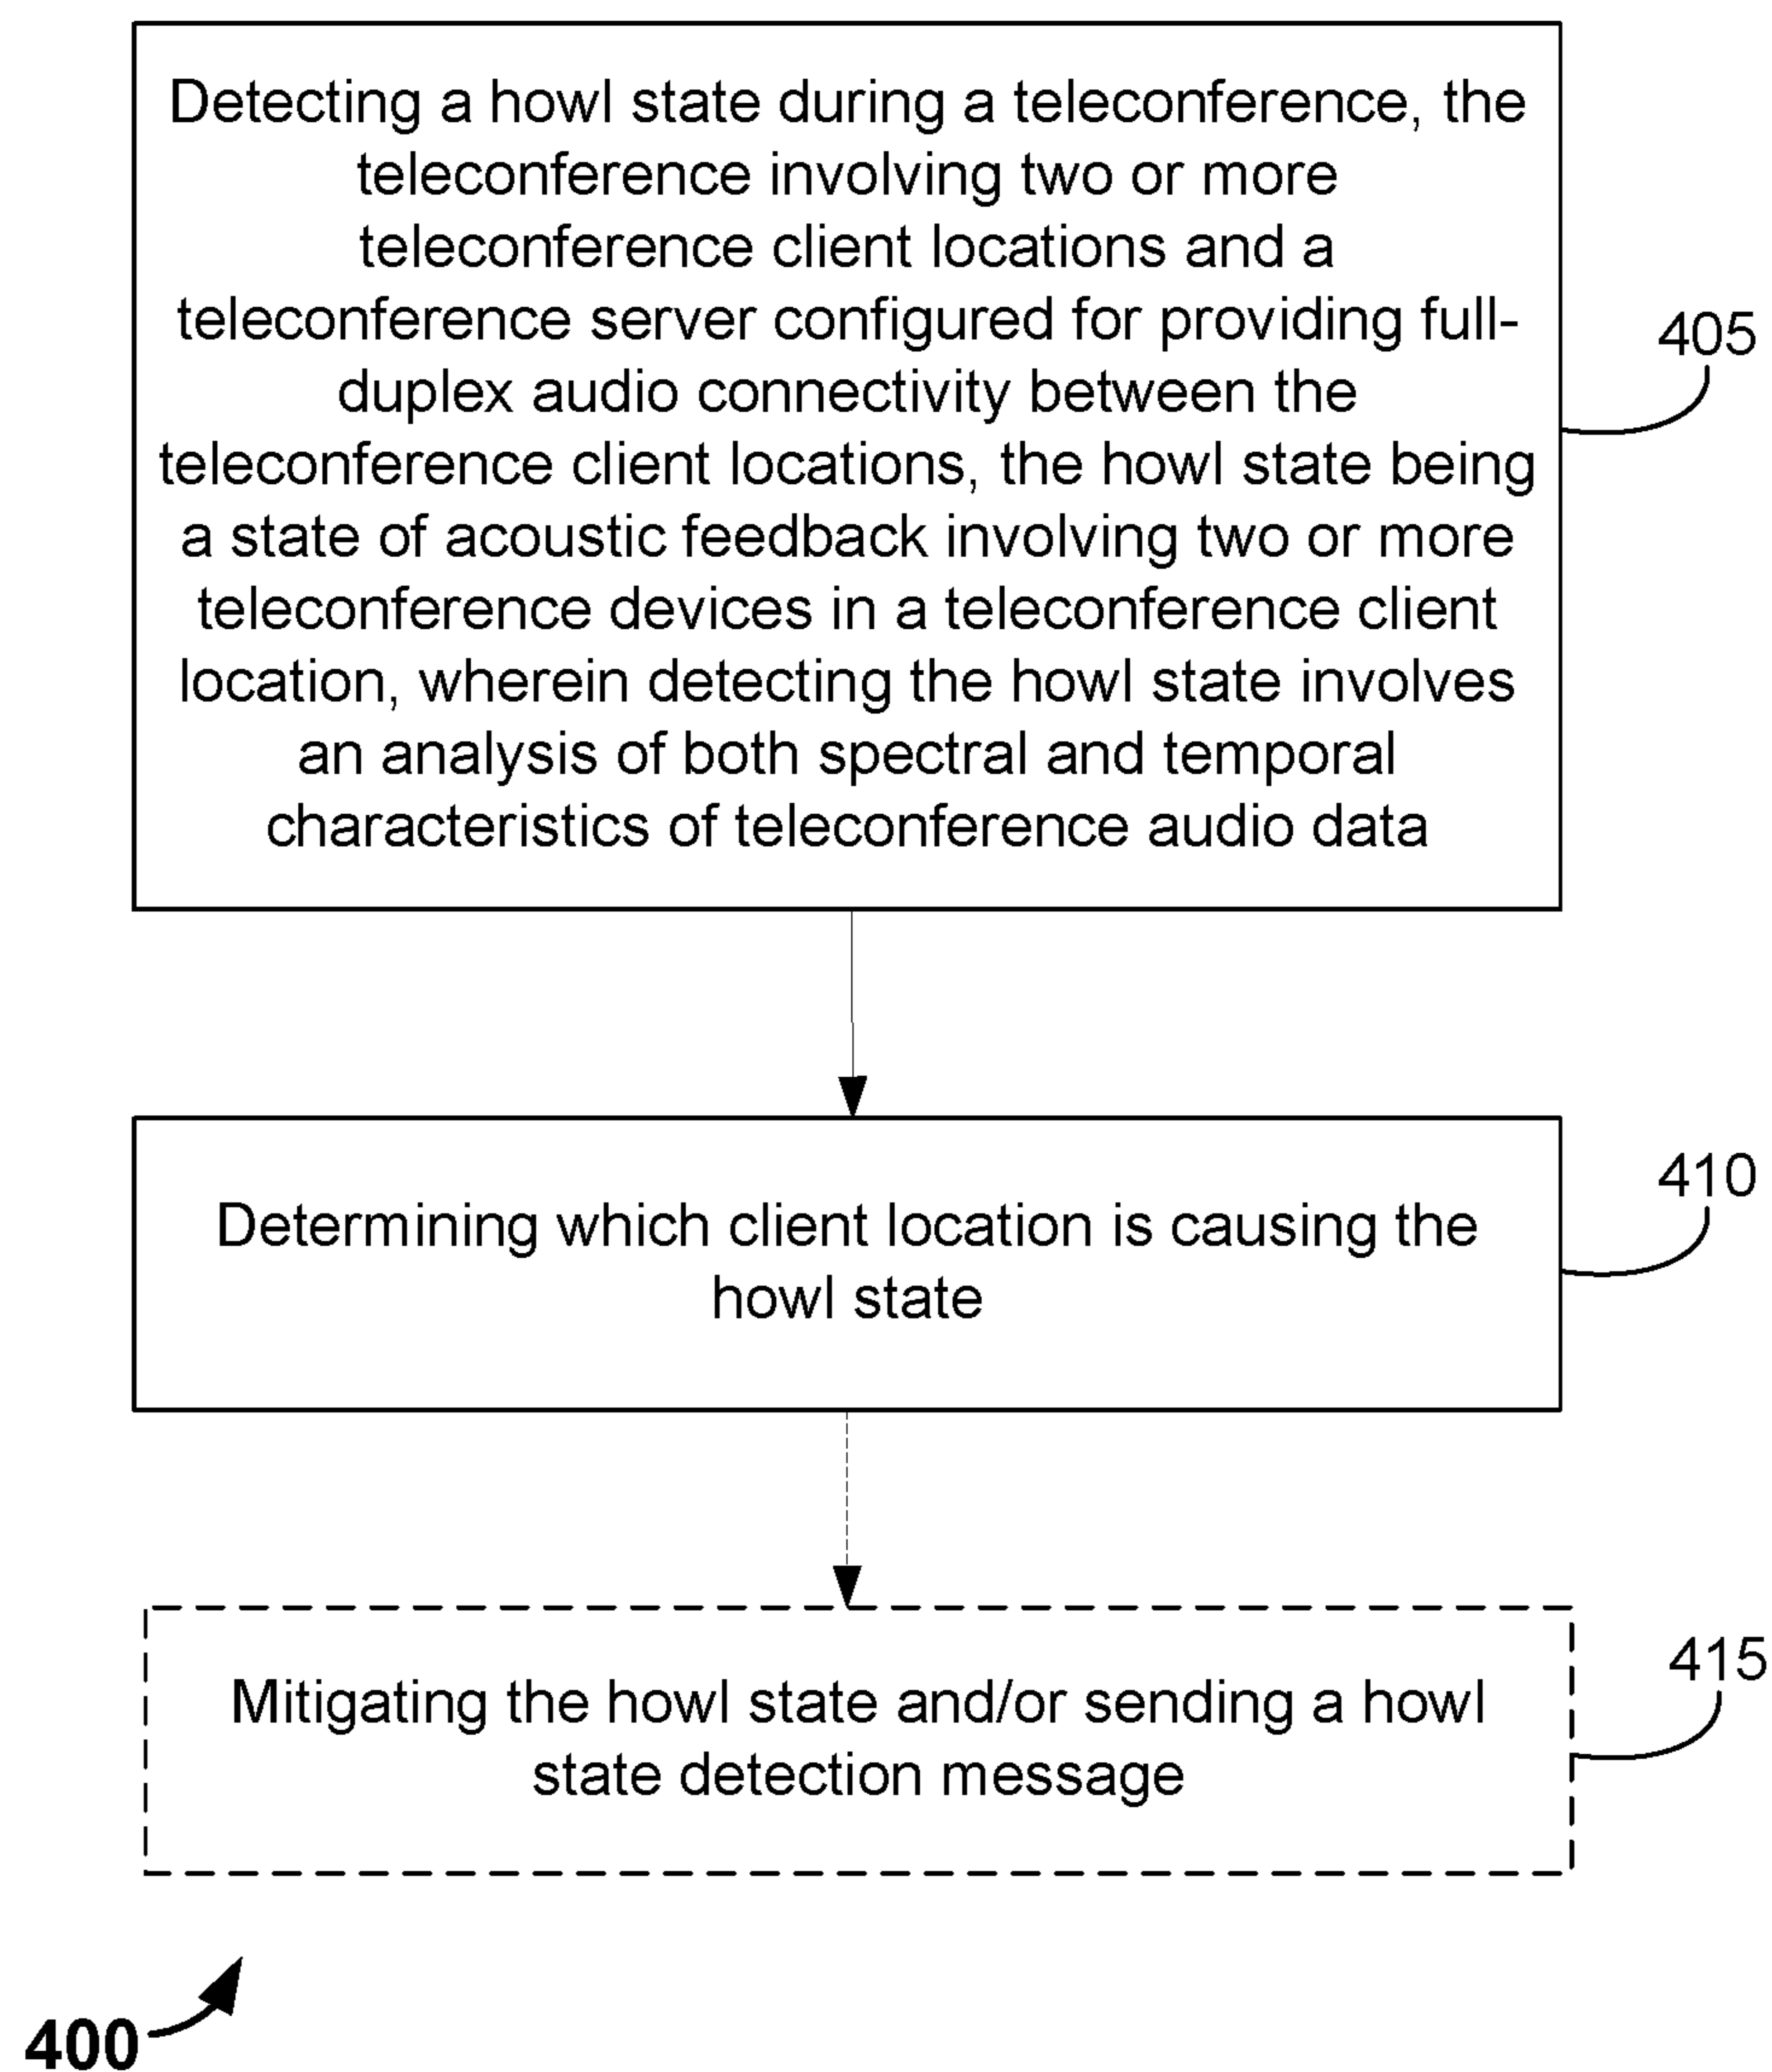 Detecting a howl state during a teleconference, the
teleconference involving two or more
teleconference client locations and a
teleconference server configured for providing full-
duplex audio connectivity between the
teleconference client locations, the howl state being
a state of acoustic feedback involving two or more
teleconference devices in a teleconference client
location, wherein detecting the howl state involves
an analysis of both spectral and temporal
characteristics of teleconference audio data
405
Determining which client location is causing the
howl state
410
Mitigating the howl state and/or sending a howl
state detection message
415
400